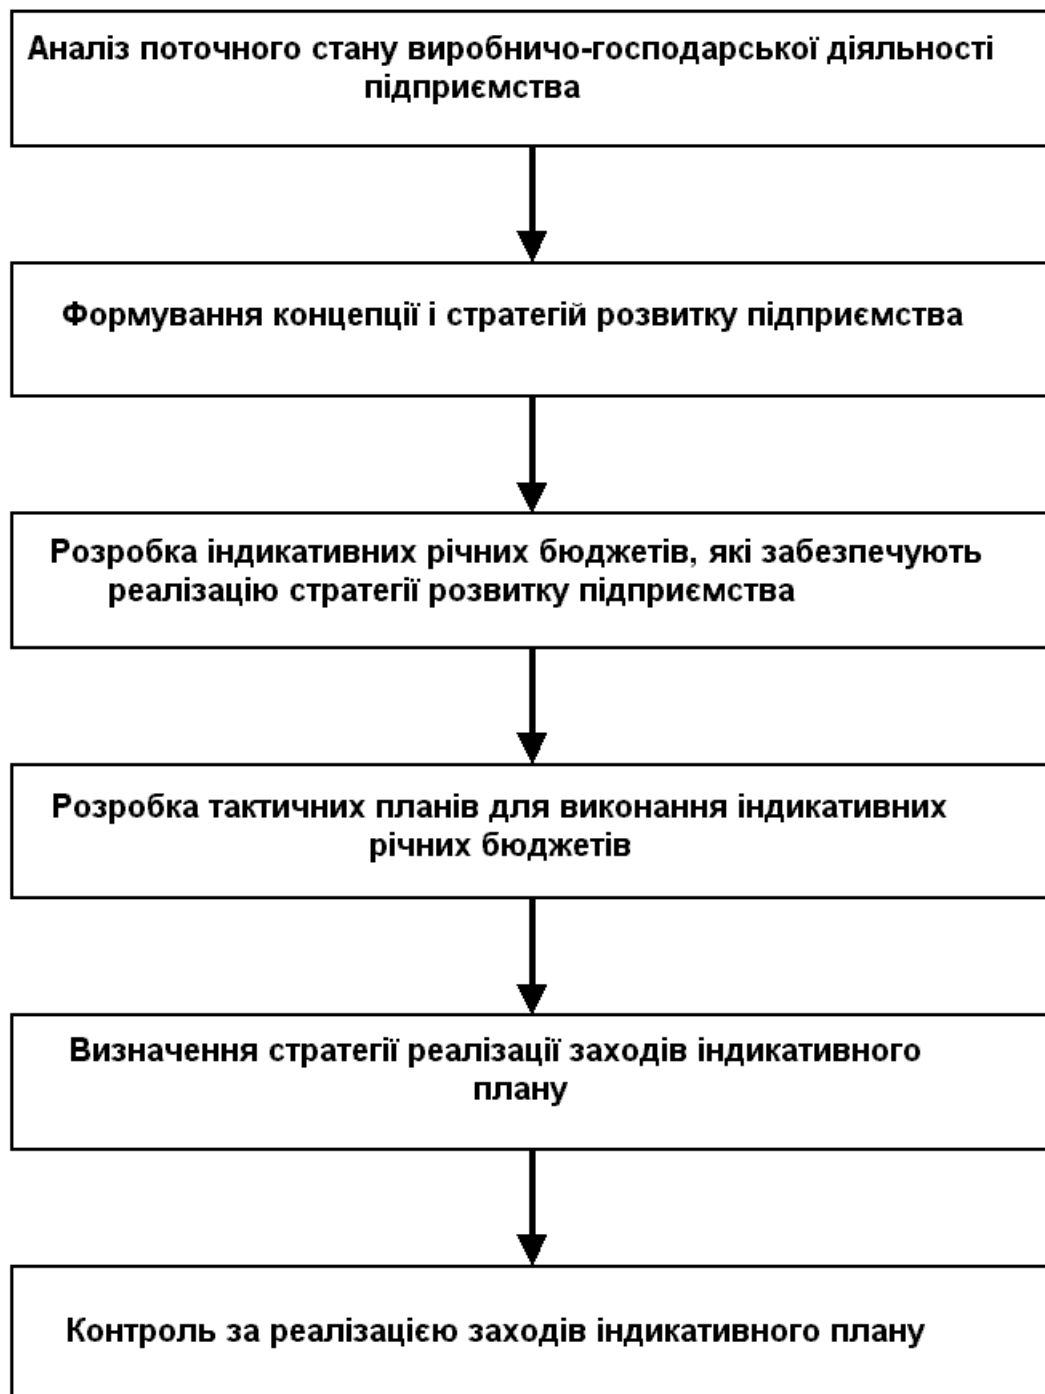 Аналіз поточного стану виробничо-господарської діяльності
підприємства
Формування концепції і стратегій розвитку підприємства
Розробка індикативних річних бюджетів, які забезпечують
реалізацію стратегії розвитку підприємства
Розробка тактичних планів для виконання індикативних
річних бюджетів
Визначення стратегії реалізації заходів індикативного
плану
Контроль за реалізацією заходів індикативного плану